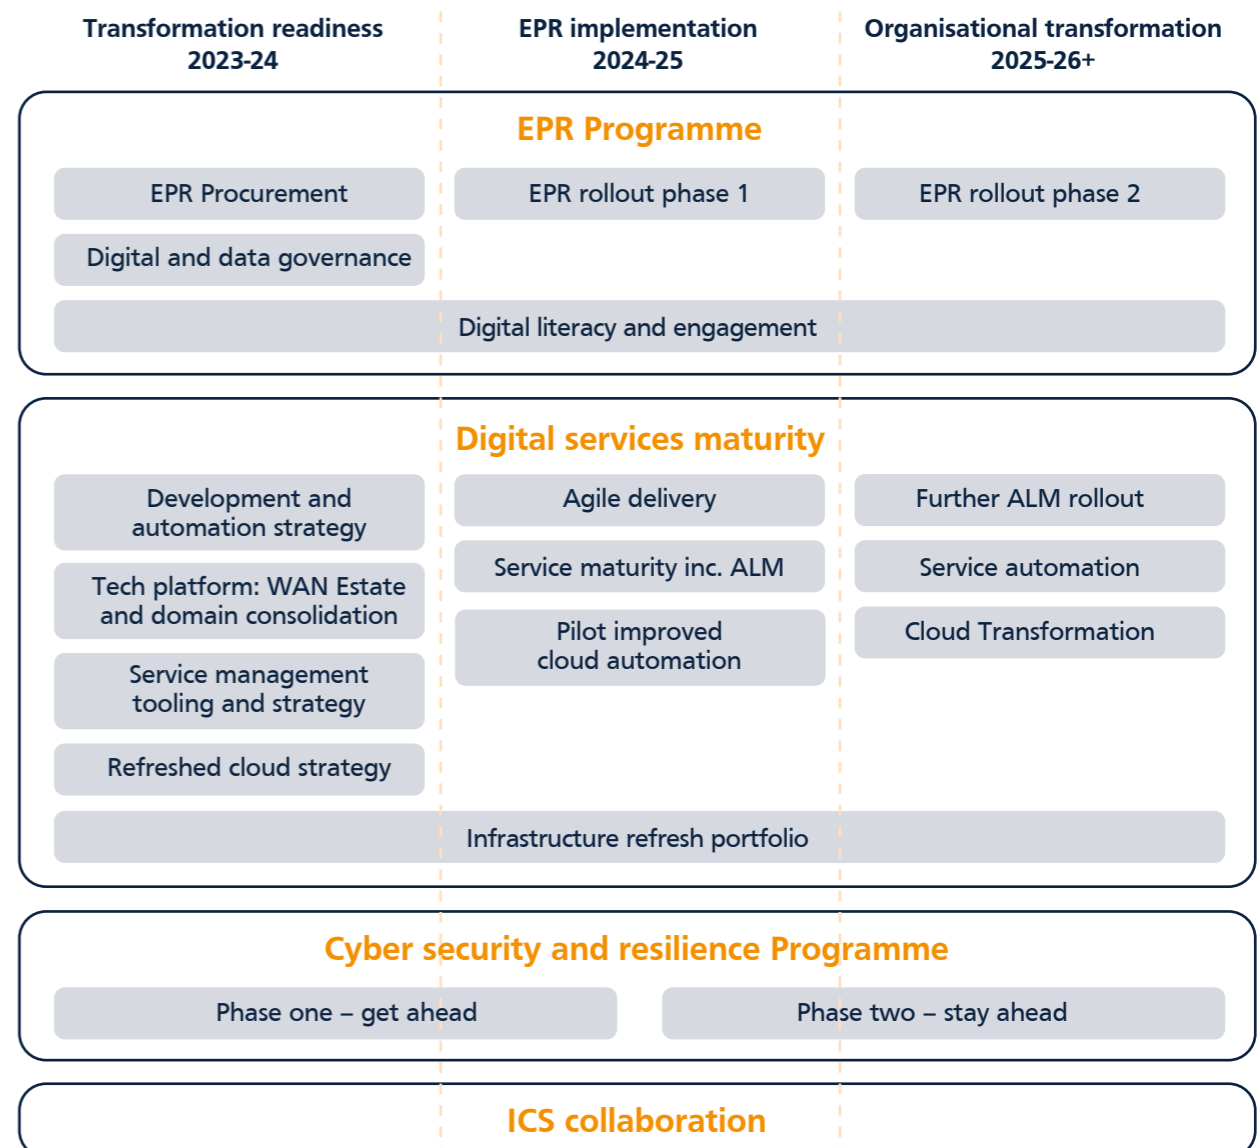 Transformation readiness
2023-24
EPR implementation
2024-25
Organisational transformation
2025-26+
EPR Programme
EPR Procurement
EPR rollout phase 1
EPR rollout phase 2
Digital and data governance
Digital literacy and engagement
Digital services maturity
Development and
automation strategy
Agile delivery
Further ALM rollout
Tech platform: WAN Estate
and domain consolidation
Service maturity inc. ALM
Service automation
Service management
tooling and strategy
Pilot improved
cloud automation
Cloud Transformation
Refreshed cloud strategy
Infrastructure refresh portfolio
Cyber security and resilience Programme
Phase one – get ahead
Phase two – stay ahead
ICS collaboration